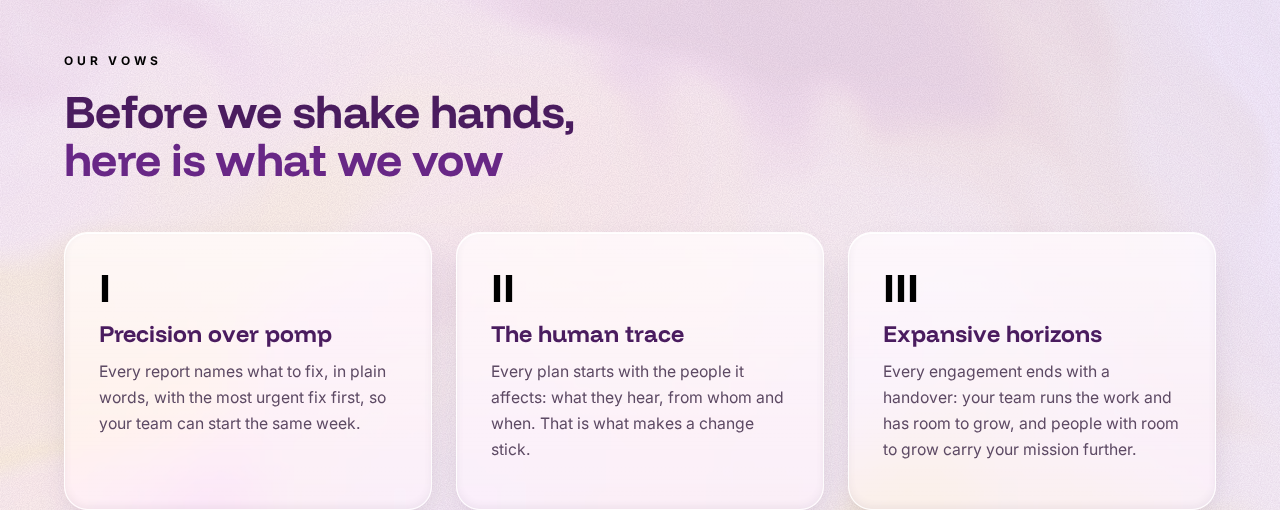 OUR VOWS
Before we shake hands,
here is what we vow
I
Precision over pomp
Every report names what to fix, in plain
words, with the most urgent fix first, so
your team can start the same week.
II
The human trace
Every plan starts with the people it
affects: what they hear, from whom and
when. That is what makes a change
stick.
III
Expansive horizons
Every engagement ends with a
handover: your team runs the work and
has room to grow, and people with room
to grow carry your mission further.